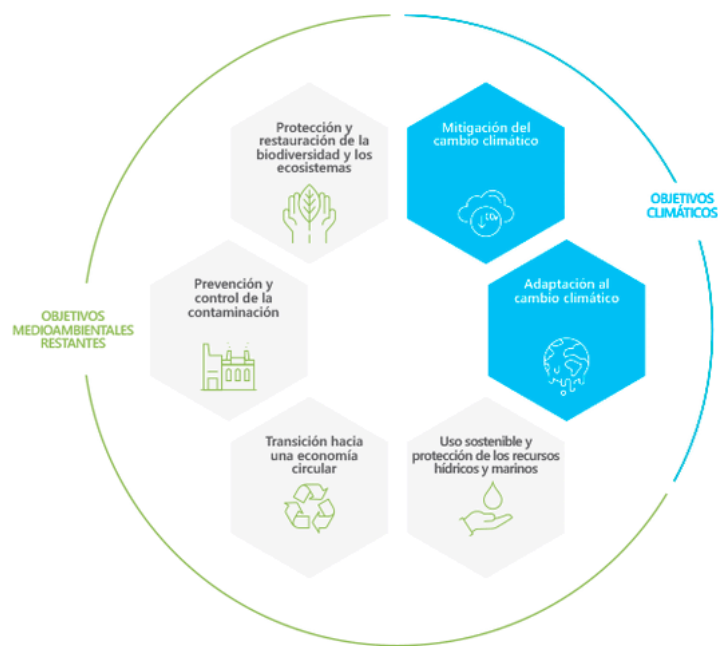 Protección y
restauración de la
biodiversidad y los
ecosistemas
Mitigación del
cambio climático
CO₂
OBJETIVOS
CLIMÁTICOS
Prevención y
control de la
contaminación
Adaptación al
cambio climático
OBJETIVOS
MEDIOAMBIENTALES
RESTANTES
Transición hacia
una economía
circular
Uso sostenible y
protección de los recursos
hídricos y marinos